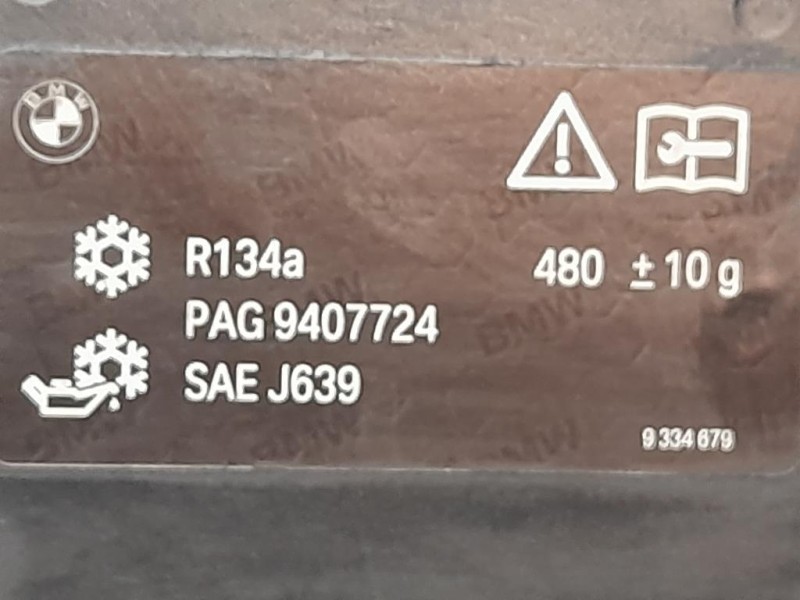 BMW
R134a 480 ± 10 g
PAG 9407724
SAE J639
9 334 679